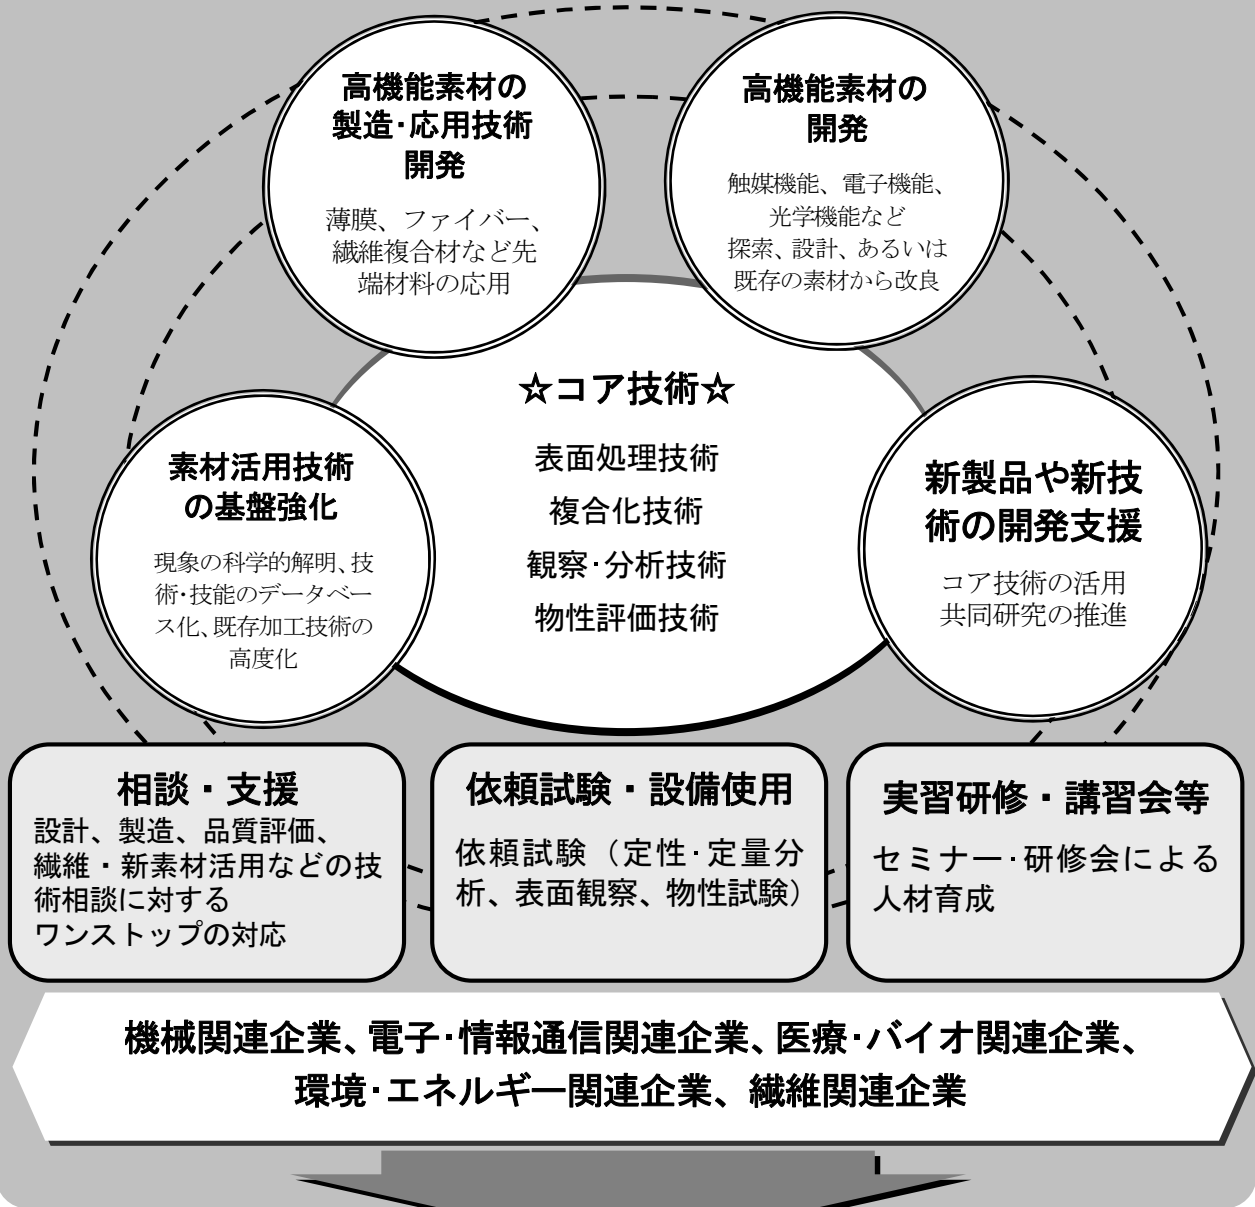 高機能素材の
製造･応用技術
開発
薄膜、ファイバー、
繊維複合材など先
端材料の応用
高機能素材の
開発
触媒機能、電子機能、
光学機能など
探索、設計、あるいは
既存の素材から改良
☆コア技術☆
表面処理技術
複合化技術
観察･分析技術
物性評価技術
素材活用技術
の基盤強化
現象の科学的解明、技
術･技能のデータベー
ス化、既存加工技術の
高度化
新製品や新技
術の開発支援
コア技術の活用
共同研究の推進
相談・支援
設計、製造、品質評価、
繊維・新素材活用などの技
術相談に対する
ワンストップの対応
依頼試験・設備使用
依頼試験（定性･定量分
析、表面観察、物性試験）
実習研修・講習会等
セミナー･研修会による
人材育成
機械関連企業、電子･情報通信関連企業、医療･バイオ関連企業、
環境･エネルギー関連企業、繊維関連企業